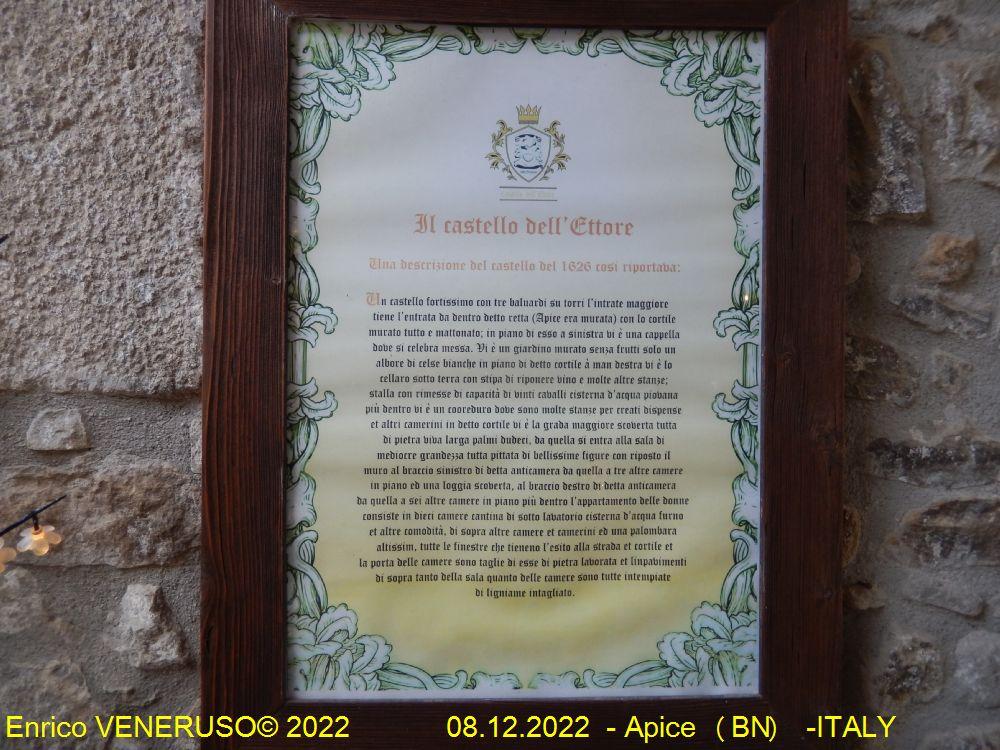 Il castello dell'Ettore
Una descrizione del castello del 1626 così riportava:
Un castello fortissimo con tre baluardi su torri l'intrate maggiore
tiene l'entrata da dentro detto retta (Apice era murata) con lo cortile
murato tutto e mattonato; in piano di esso a sinistra vi è una cappella
dove si celebra messa. Vi è un giardino murato senza frutti solo un
albore di celse bianche in piano di detto cortile à man destra vi è lo
cellaro sotto terra con stipa di riponere vino e molte altre stanze;
stalla con rimesse di capacità di vinti cavalli cisterna d'acqua piovana
più dentro vi è un cooreduro dove sono molte stanze per creati dispense
et altri camerini in detto cortile vi è la grada maggiore scoverta tutta
di pietra viva larga palmi dudeci, da quella si entra alla sala di
mediocre grandezza tutta pittata di bellissime figure con riposto il
muro al braccio sinistro di detta anticamera da quella a tre altre camere
in piano ed una loggia scoverta, al braccio destro di detta anticamera
da quella a sei altre camere in piano più dentro l'appartamento delle donne
consiste in dieci camere cantina di sotto lavatorio cisterna d'acqua furno
et altre comodità, di sopra altre camere et camerini ed una palombara
altissim, tutte le finestre che tieneno l'esito alla strada et cortile et
la porta delle camere sono taglie di esse di pietra lavorata et linpavimenti
di sopra tanto della sala quanto delle camere sono tutte intempiate
di ligniame intagliato.
Enrico VENERUSO© 2022 08.12.2022 - Apice ( BN) -ITALY